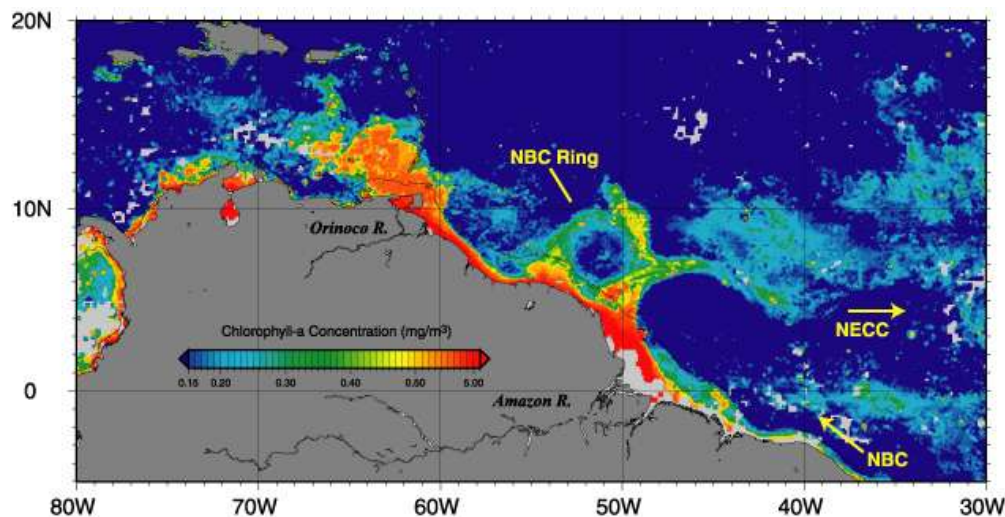 20N
NBC Ring
10N
Orinoco R.
NECC
Chlorophyll-a Concentration (mg/m³)
0.15 0.20 0.30 0.40 0.60 5.00
0
Amazon R.
NBC
80W 70W 60W 50W 40W 30W